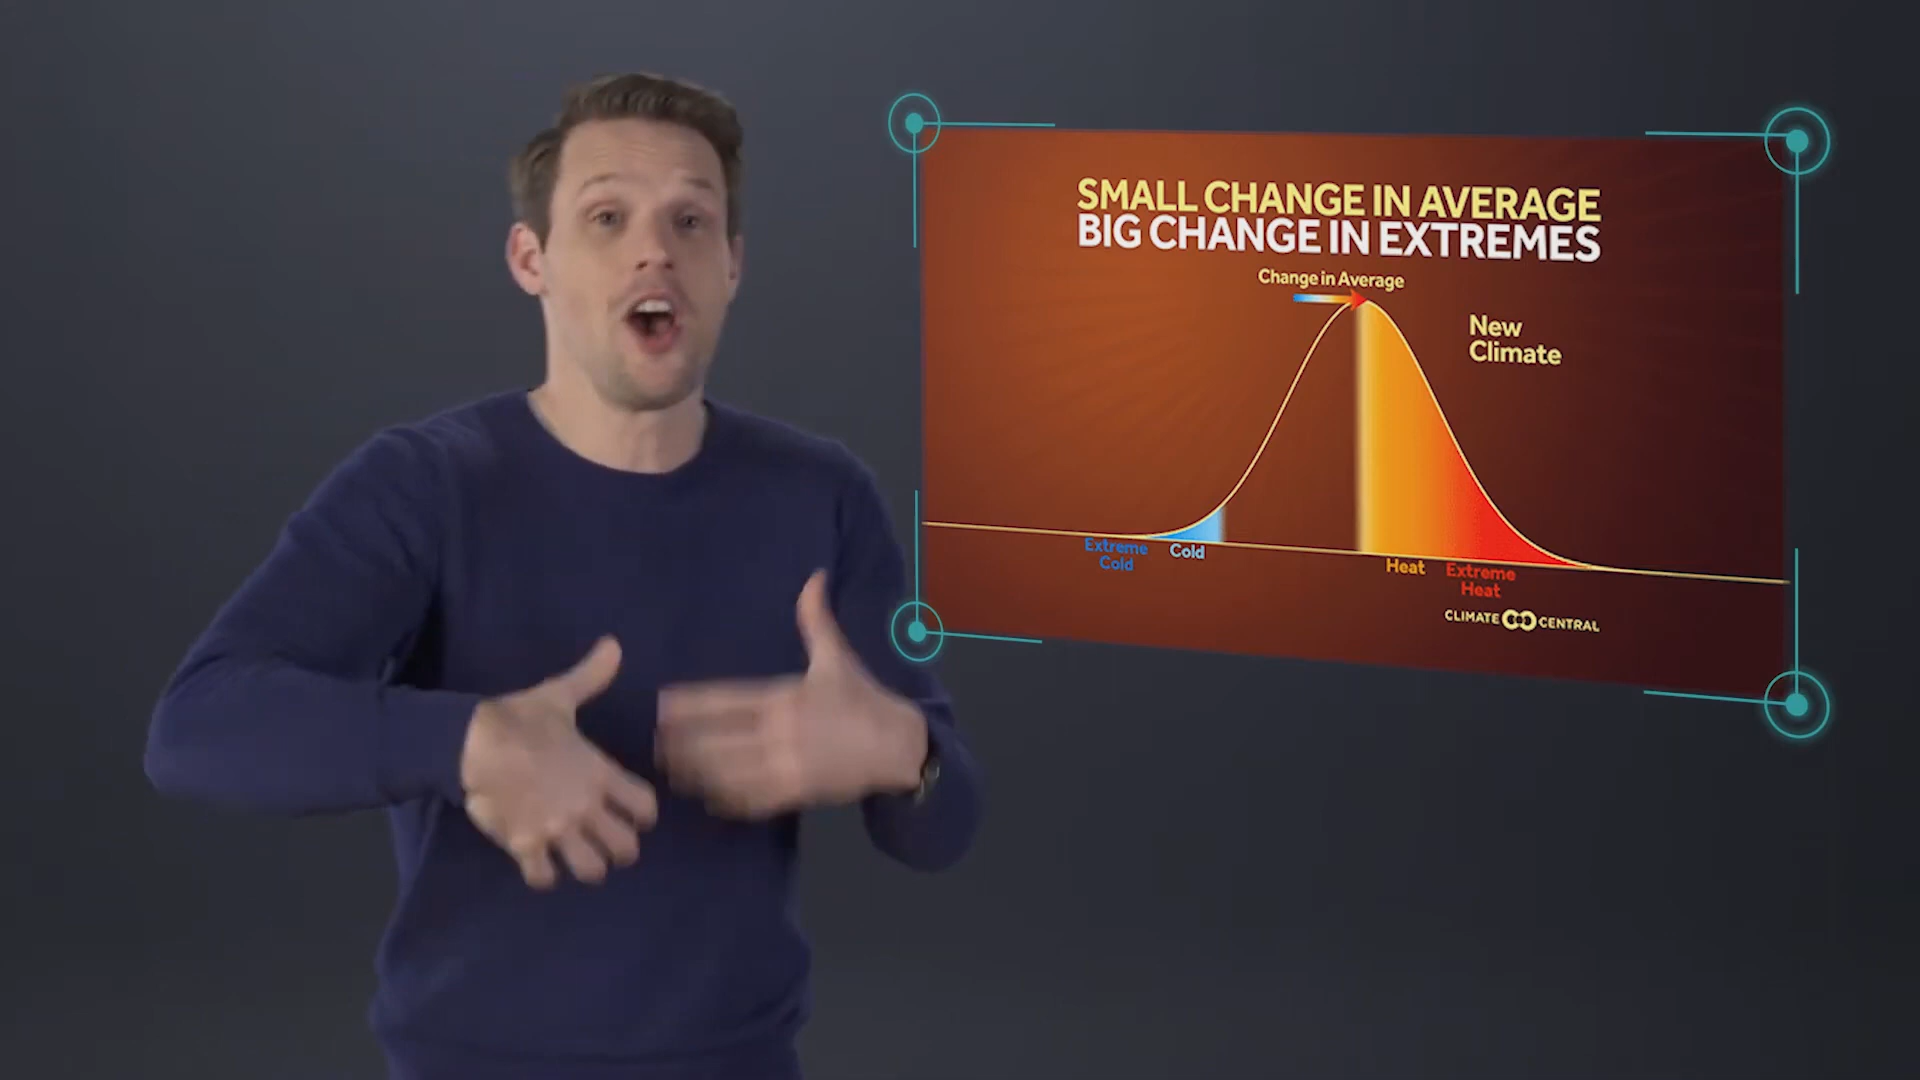 SMALL CHANGE IN AVERAGE
BIG CHANGE IN EXTREMES
Change in Average
New
Climate
Extreme
Cold
Cold
Heat
Extreme
Heat
CLIMATE CENTRAL